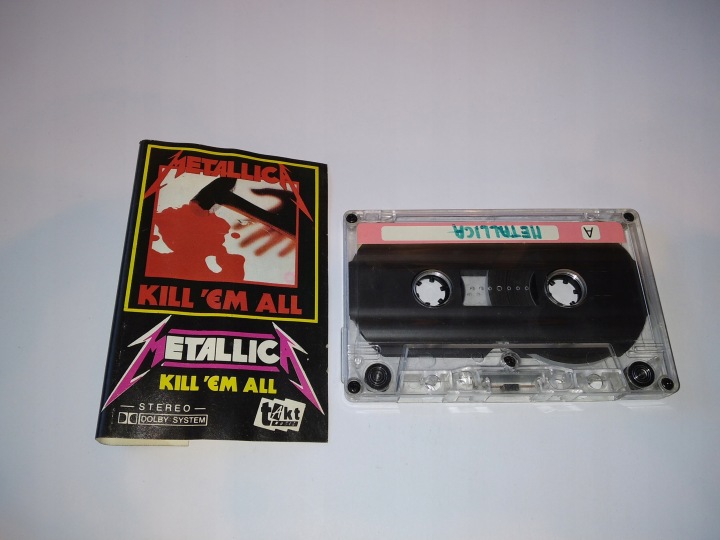 METALLICA
KILL 'EM ALL
METALLICA
KILL 'EM ALL
— STEREO —
DOLBY SYSTEM
takt
METALLICA
A